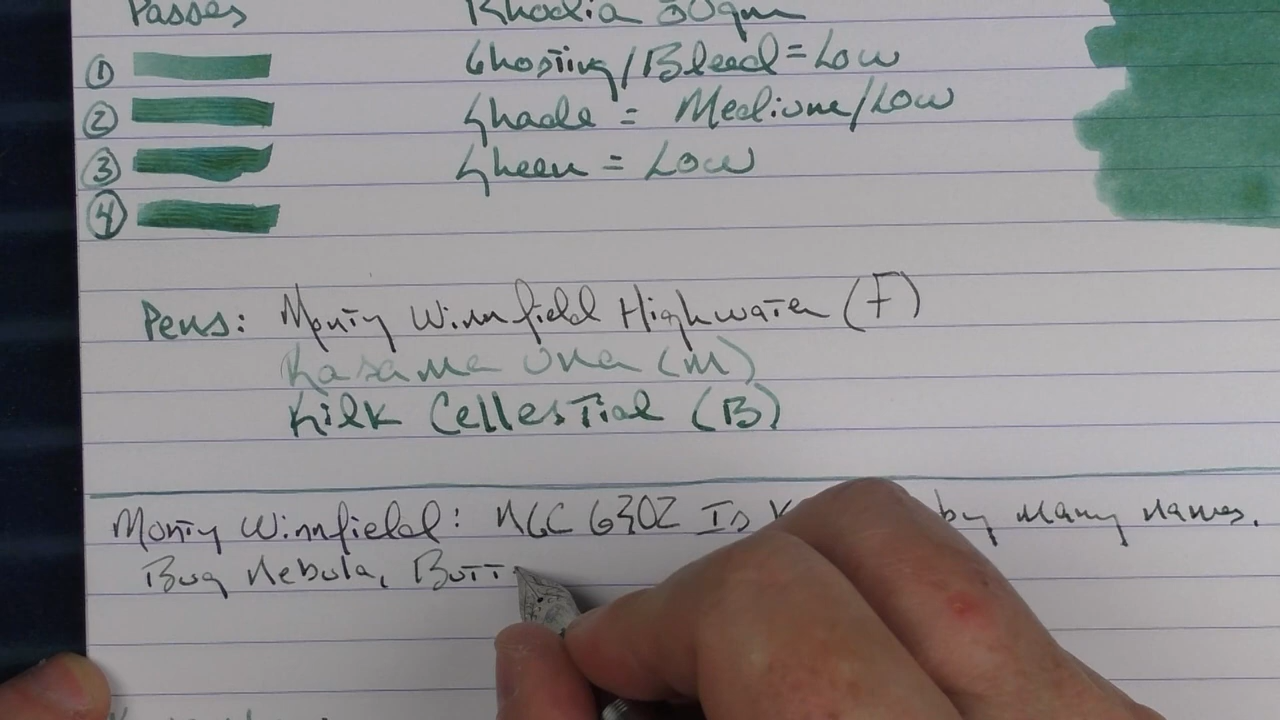 Passes
Rhodia 80gm
① Ghosting/Bleed = Low
② Shade = Medium/Low
③ Sheen = Low
④
Pens: Monty Winnfield Highwater (F)
Kasama Una (M)
Kilk Cellestial (B)
Monty Winnfield: NGC 6302 Is K by Many Names.
Bug Nebula, Butt